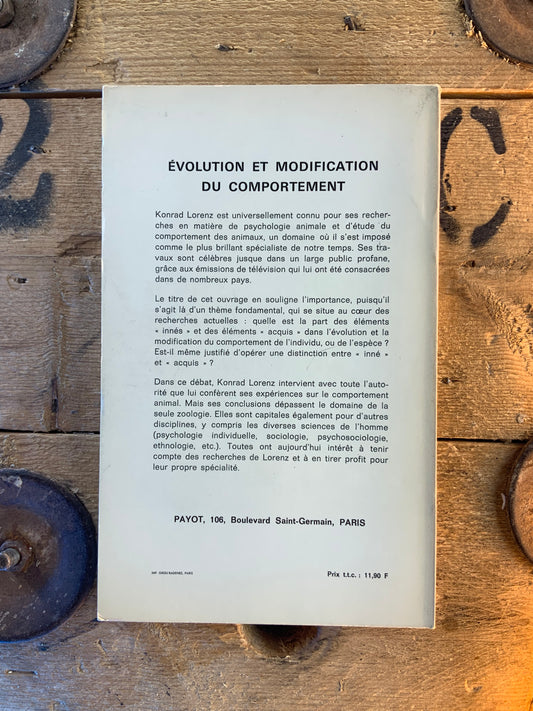 ÉVOLUTION ET MODIFICATION
DU COMPORTEMENT
Konrad Lorenz est universellement connu pour ses recher-
ches en matière de psychologie animale et d'étude du
comportement des animaux, un domaine où il s'est imposé
comme le plus brillant spécialiste de notre temps. Ses tra-
vaux sont célèbres jusque dans un large public profane,
grâce aux émissions de télévision qui lui ont été consacrées
dans de nombreux pays.
Le titre de cet ouvrage en souligne l'importance, puisqu'il
s'agit là d'un thème fondamental, qui se situe au cœur des
recherches actuelles : quelle est la part des éléments
« innés » et des éléments « acquis » dans l'évolution et la
modification du comportement de l'individu, ou de l'espèce ?
Est-il même justifié d'opérer une distinction entre « inné »
et « acquis » ?
Dans ce débat, Konrad Lorenz intervient avec toute l'auto-
rité que lui confèrent ses expériences sur le comportement
animal. Mais ses conclusions dépassent le domaine de la
seule zoologie. Elles sont capitales également pour d'autres
disciplines, y compris les diverses sciences de l'homme
(psychologie individuelle, sociologie, psychosociologie,
ethnologie, etc.). Toutes ont aujourd'hui intérêt à tenir
compte des recherches de Lorenz et à en tirer profit pour
leur propre spécialité.
PAYOT, 106, Boulevard Saint-Germain, PARIS
Prix t.t.c. : 11,90 F
2
C